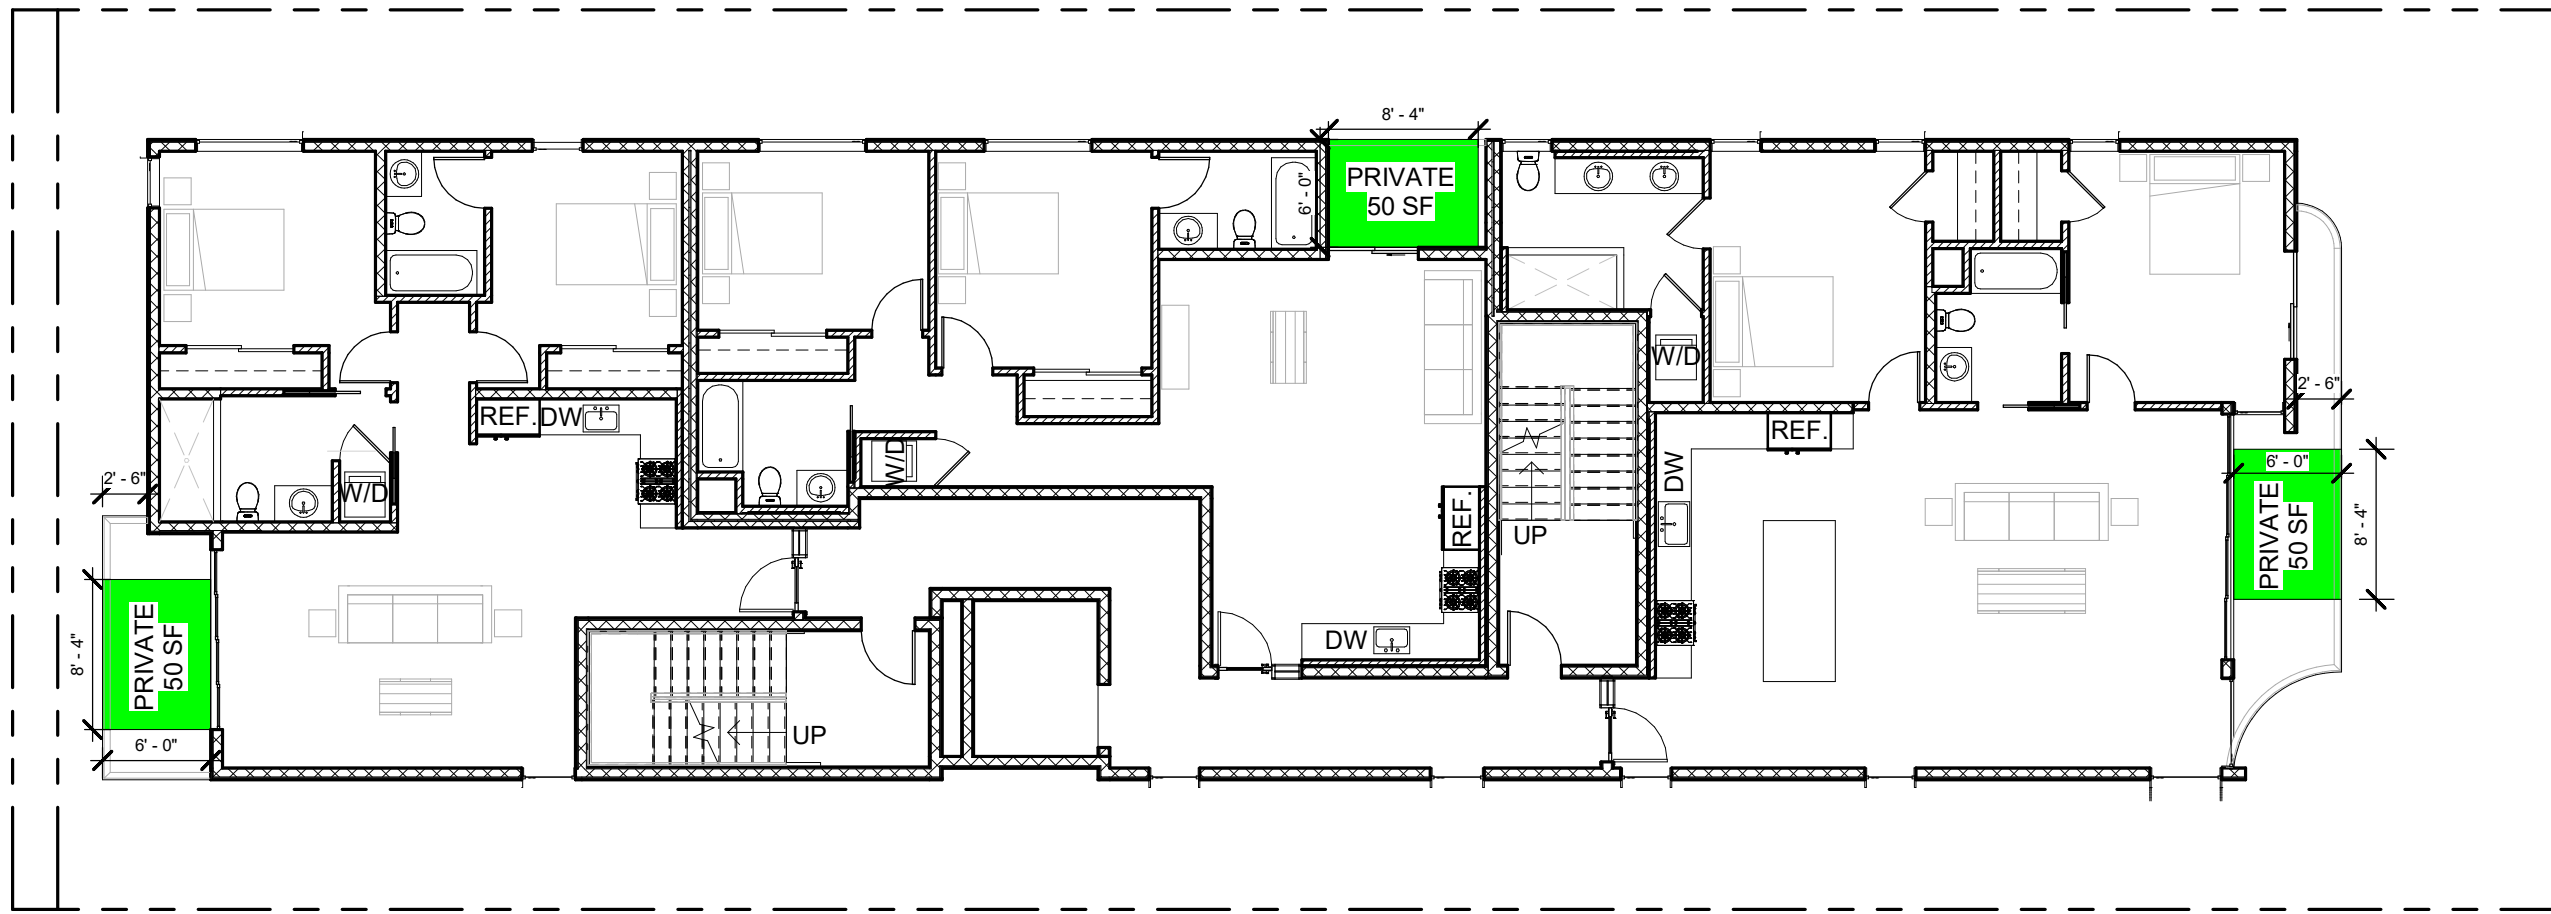 8' - 4"
PRIVATE
50 SF
6' - 0"
W/D
2' - 6"
REF.
DW
REF.
DW
2' - 6"
W/D
W/D
6' - 0"
PRIVATE
50 SF
8' - 4"
REF.
UP
DW
8' - 4"
PRIVATE
50 SF
6' - 0"
UP